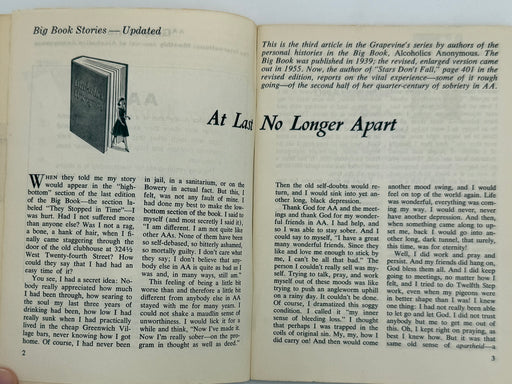 Big Book Stories — Updated
At Last No Longer Apart
WHEN they told me my story
would appear in the "high-
bottom" section of the last edition
of the Big Book—the section la-
beled "They Stopped in Time"—I
was hurt. Had I not suffered more
than anyone else? Was I not a rag,
a bone, a hank of hair, when I fi-
nally came staggering through the
door of the old clubhouse at 324½
West Twenty-fourth Street? How
could they say that I had had an
easy time of it?
You see, I had a secret idea: No-
body really appreciated how much
I had been through, how searing to
the soul my last three years of
drinking had been, how low I had
really sunk when I had practically
lived in the cheap Greenwich Vil-
lage bars, never knowing how I got
home. Of course, I had never been
2
in jail, in a sanitarium, or on the
Bowery in actual fact. But this, I
felt, was not any fault of mine. I
had done my best to make the low-
bottom section of the book. I said to
myself (and most secretly I said it),
"I am different. I am not quite like
other AAs. None of them have been
so self-debased, so bitterly ashamed,
so mortally guilty. I don't care what
they say; I don't believe that any-
body else in AA is quite as bad as I
was and, in many ways, still am."
This feeling of being a little bit
worse than and therefore a little bit
different from anybody else in AA
stayed with me for many years. I
could not shake a maudlin sense of
unworthiness. I would lick it for a
while and think, "Now I've made it.
Now I'm really sober—on the pro-
gram in thought as well as deed."
This is the third article in the Grapevine's series by authors of the
personal histories in the Big Book, Alcoholics Anonymous. The
Big Book was published in 1939; the revised, enlarged version came
out in 1955. Now, the author of "Stars Don't Fall," page 401 in the
revised edition, reports on the vital experience—some of it rough
going—of the second half of her quarter-century of sobriety in AA.
Then the old self-doubts would re-
turn, and I would sink into yet an-
other long, black depression.
Thank God for AA and the meet-
ings and thank God for my wonder-
ful friends in AA. I had help, and
so I was able to stay sober. And I
could say to myself, "I have a great
many wonderful friends. Since they
like and love me enough to stick by
me, I can't be all that bad." The
person I couldn't really sell was my-
self. Trying to talk, pray, and work
myself out of these moods was like
trying to push an angleworm uphill
on a rainy day. It couldn't be done.
Of course, I dramatized this soggy
condition. I called it "my inner
sense of bleeding loss." I thought
that perhaps I was trapped in the
coils of original sin. Oh, my, how I
did carry on! And then would come
another mood swing, and I would
feel on top of the world again. Life
was wonderful, everything was com-
ing my way, I would never, never
have another depression. And then,
when something came along to up-
set me, back I would go into an-
other long, dark tunnel, that surely,
this time, was for eternity!
Well, I did work and pray and
persist. And my friends did hang on,
God bless them all. And I did keep
going to meetings, no matter how I
felt, and I tried to do Twelfth Step
work, even when my pigeons were
in better shape than I was! I knew
one thing: I had not really been able
to let go and let God. I did not trust
anybody but me to get me out of
this. Oh, I kept right on praying, as
best I knew how. But it was that
same old sense of apartheid—a
3